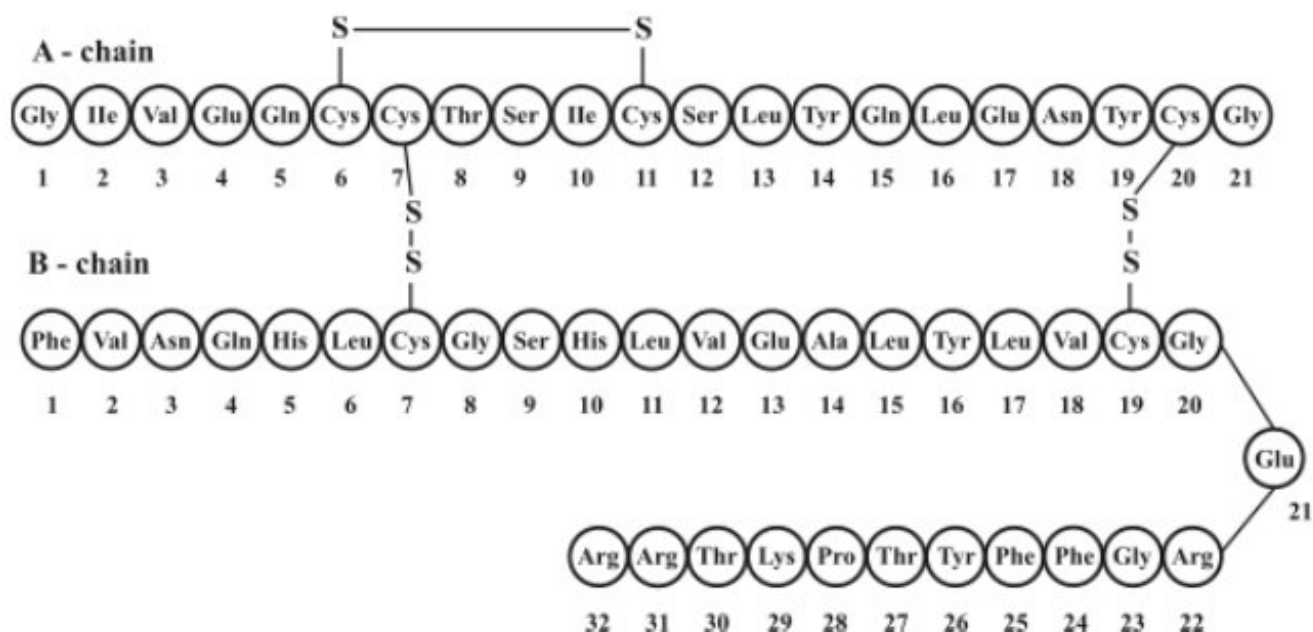 S S
A - chain
Gly IIe Val Glu Gln Cys Cys Thr Ser IIe Cys Ser Leu Tyr Gln Leu Glu Asn Tyr Cys Gly
1 2 3 4 5 6 7 8 9 10 11 12 13 14 15 16 17 18 19 20 21
S S
S S
B - chain
Phe Val Asn Gln His Leu Cys Gly Ser His Leu Val Glu Ala Leu Tyr Leu Val Cys Gly
1 2 3 4 5 6 7 8 9 10 11 12 13 14 15 16 17 18 19 20
Glu
21
Arg Arg Thr Lys Pro Thr Tyr Phe Phe Gly Arg
32 31 30 29 28 27 26 25 24 23 22